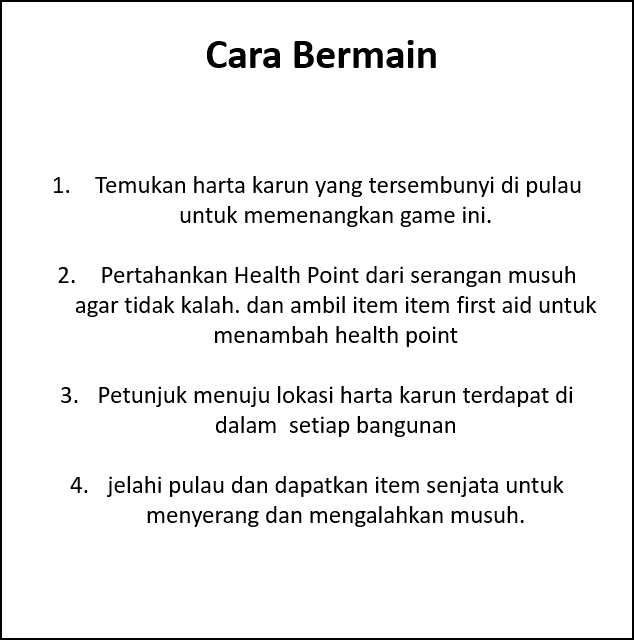 Cara Bermain
1. Temukan harta karun yang tersembunyi di pulau
untuk memenangkan game ini.
2. Pertahankan Health Point dari serangan musuh
agar tidak kalah. dan ambil item item first aid untuk
menambah health point
3. Petunjuk menuju lokasi harta karun terdapat di
dalam  setiap bangunan
4. jelahi pulau dan dapatkan item senjata untuk
menyerang dan mengalahkan musuh.